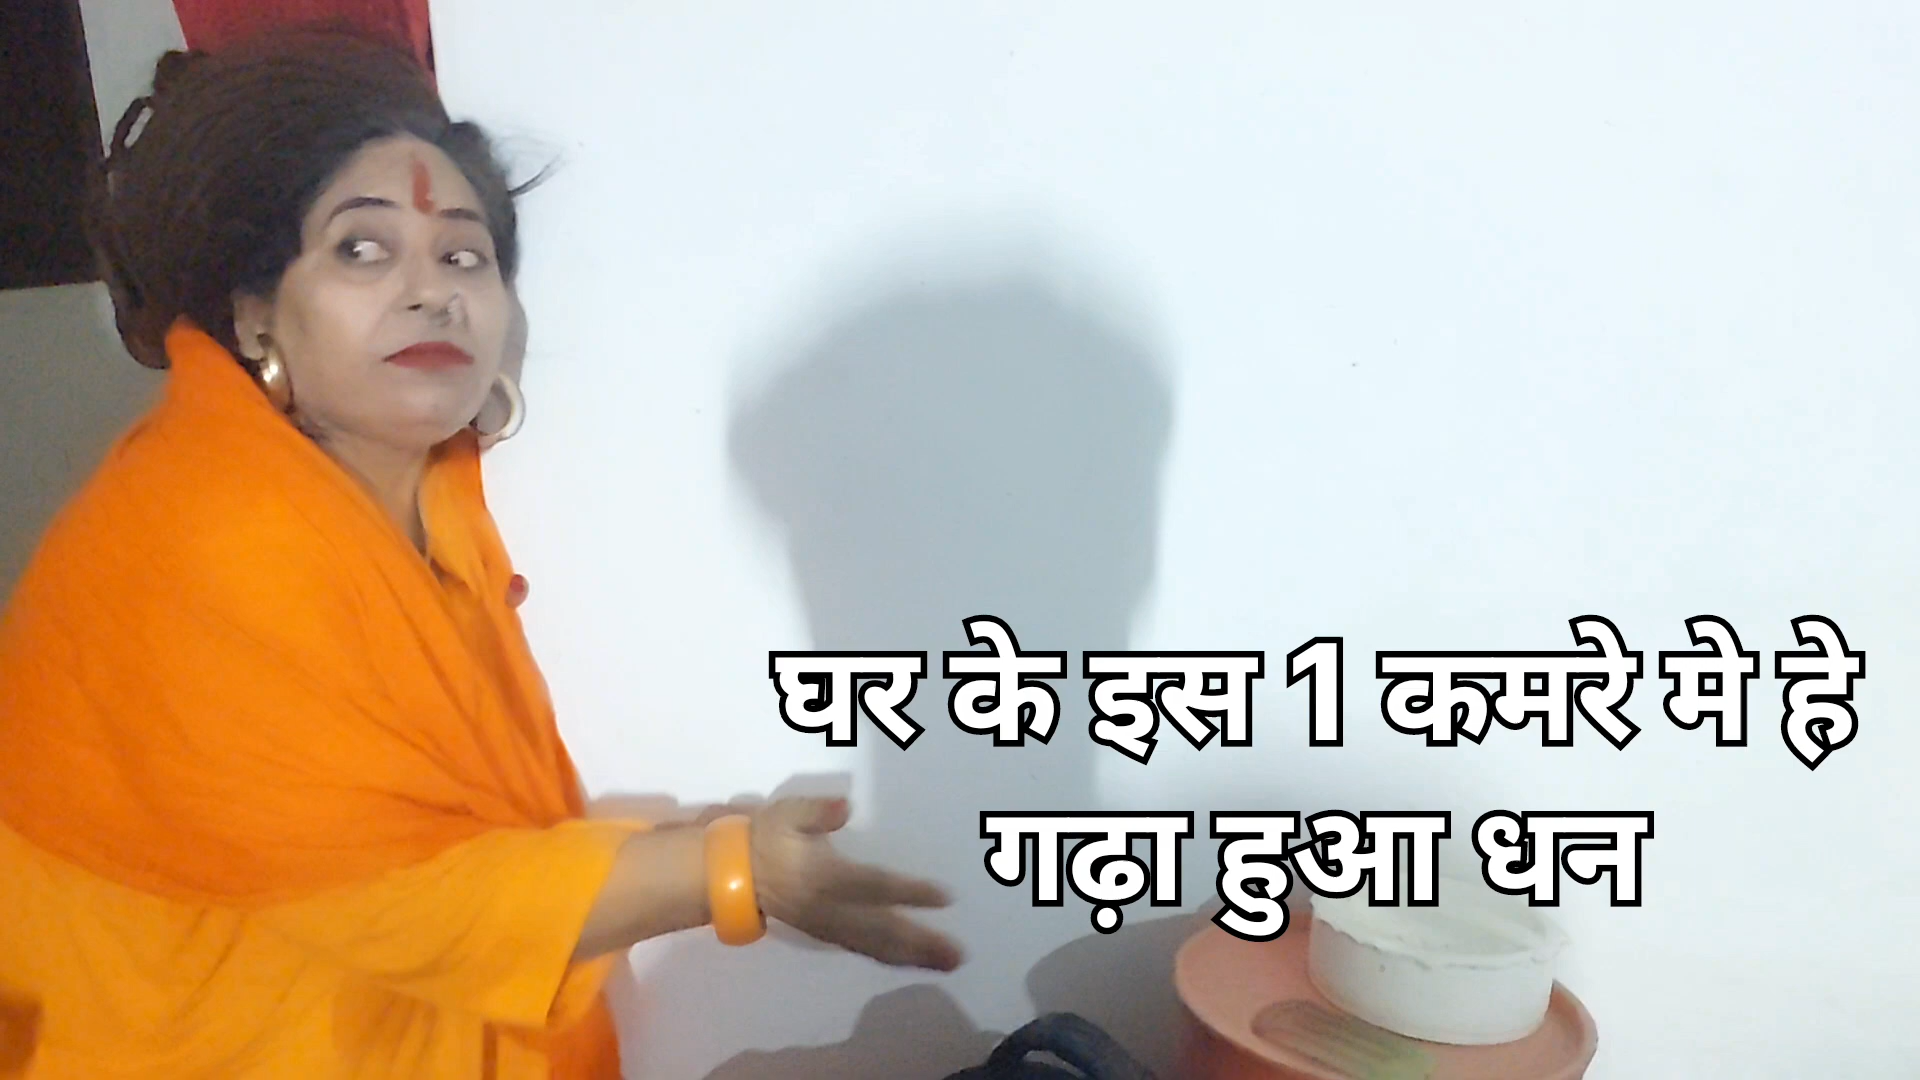 घर के इस 1 कमरे मे हे
गढ़ा हुआ धन